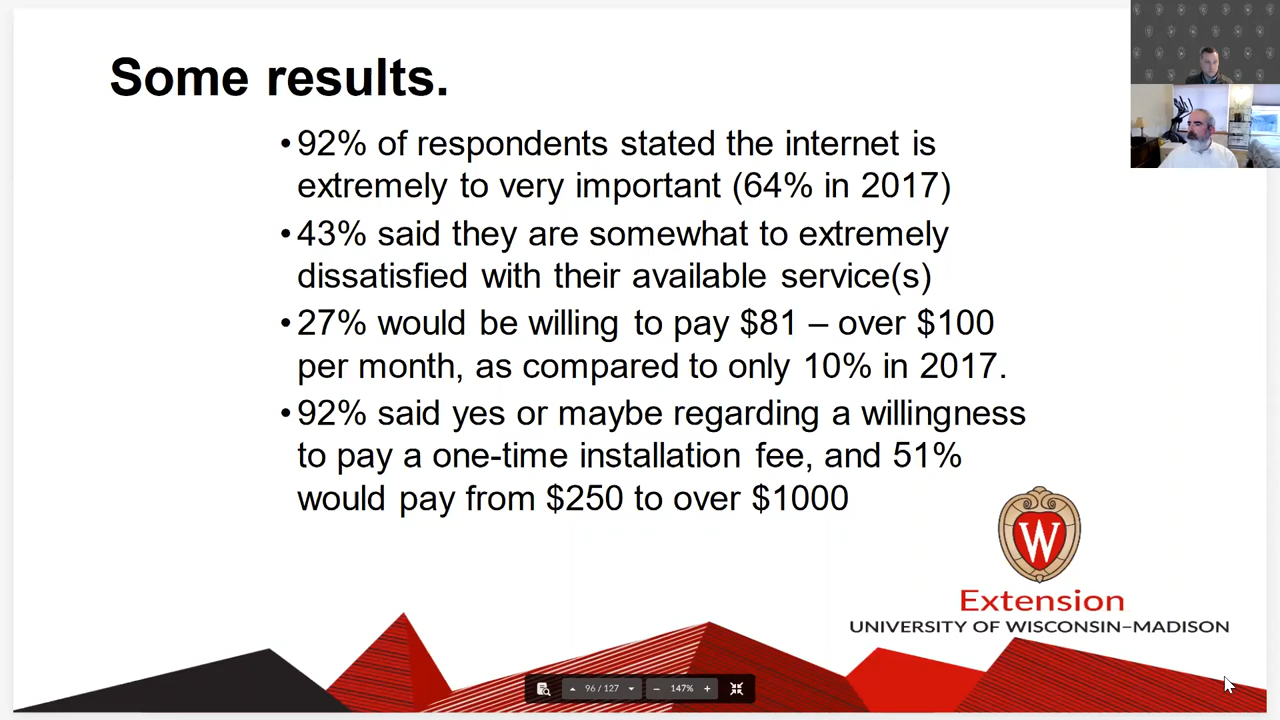 Some results.
•92% of respondents stated the internet is
extremely to very important (64% in 2017)
•43% said they are somewhat to extremely
dissatisfied with their available service(s)
•27% would be willing to pay $81 – over $100
per month, as compared to only 10% in 2017.
•92% said yes or maybe regarding a willingness
to pay a one-time installation fee, and 51%
would pay from $250 to over $1000
W
Extension
UNIVERSITY OF WISCONSIN–MADISON
96 / 127 147%